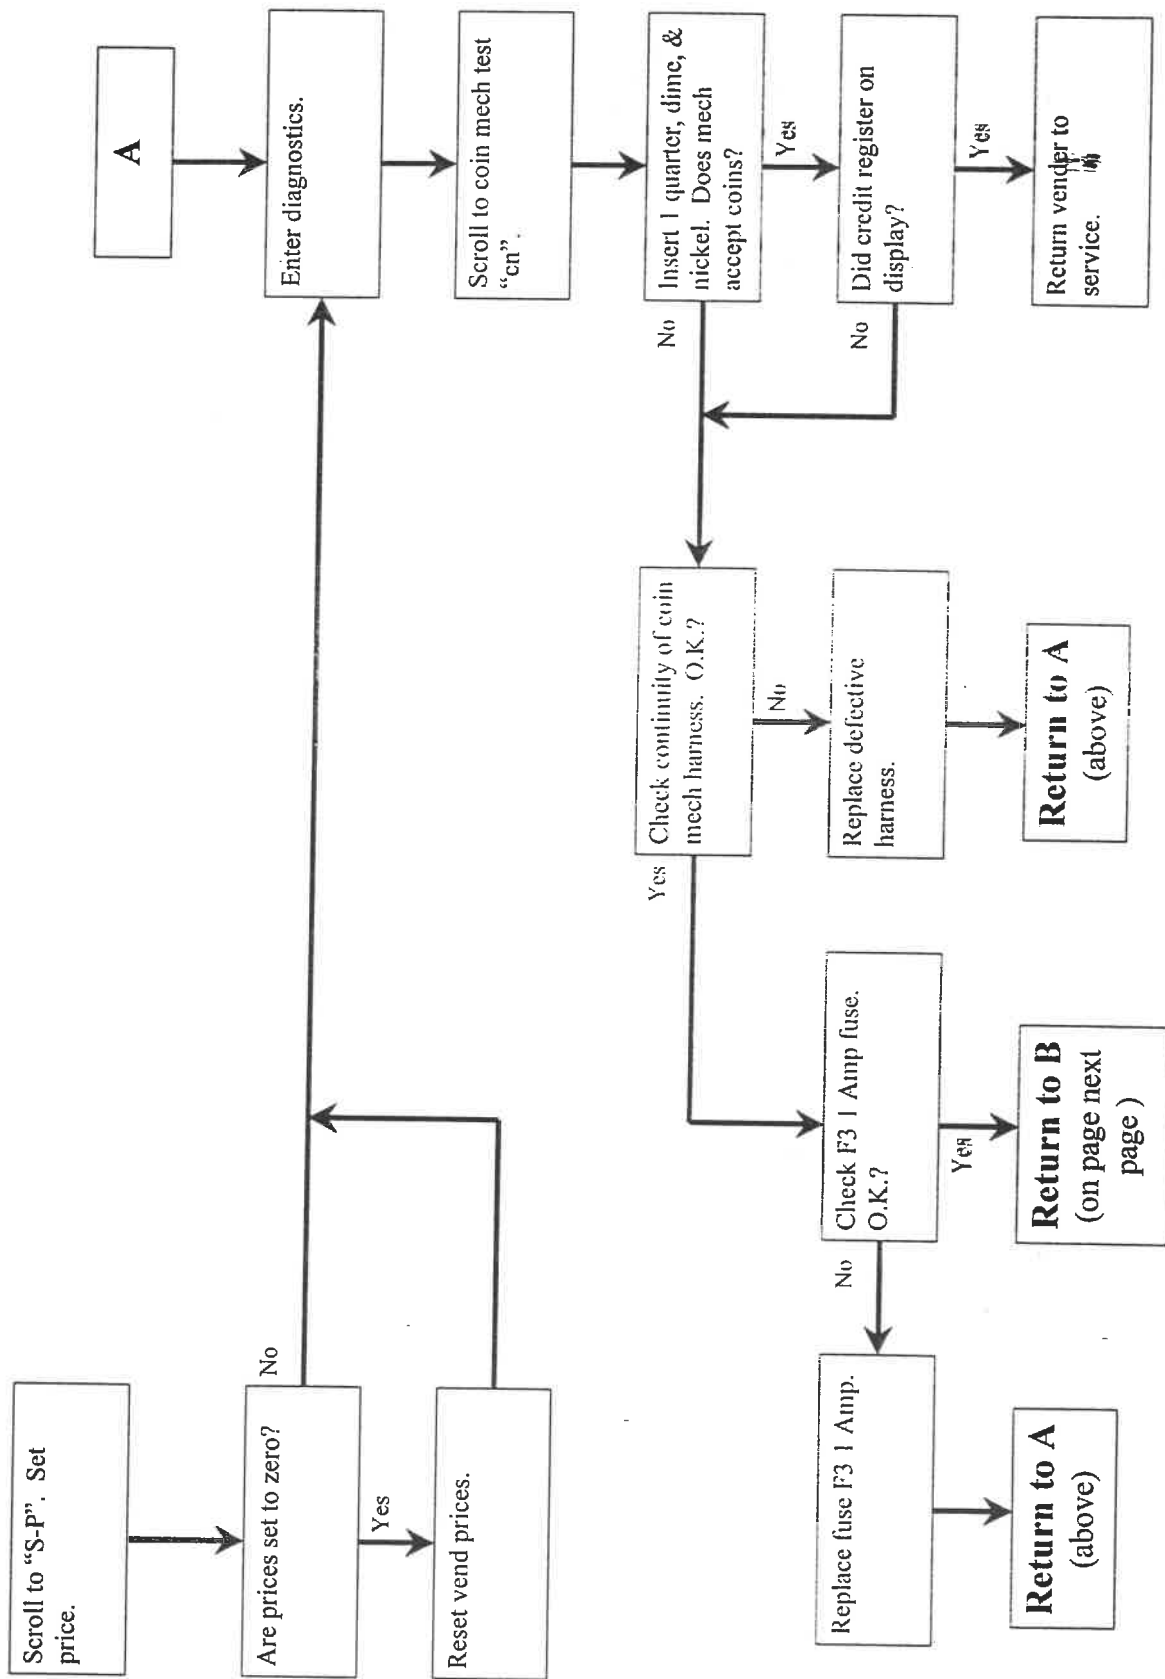 Scroll to “S-P”. Set
price.
Are prices set to zero?
No
Yes
Reset vend prices.
A
Enter diagnostics.
Scroll to coin mech test
“cn”.
Insert 1 quarter, dime, &
nickel. Does mech
accept coins?
No
Yes
Did credit register on
display?
No
Yes
Return vender to
service.
Check continuity of coin
mech harness. O.K.?
Yes
No
Replace defective
harness.
Return to A
(above)
Check F3 1 Amp fuse.
O.K.?
No
Yes
Return to B
(on page next
page )
Replace fuse F3 1 Amp.
Return to A
(above)